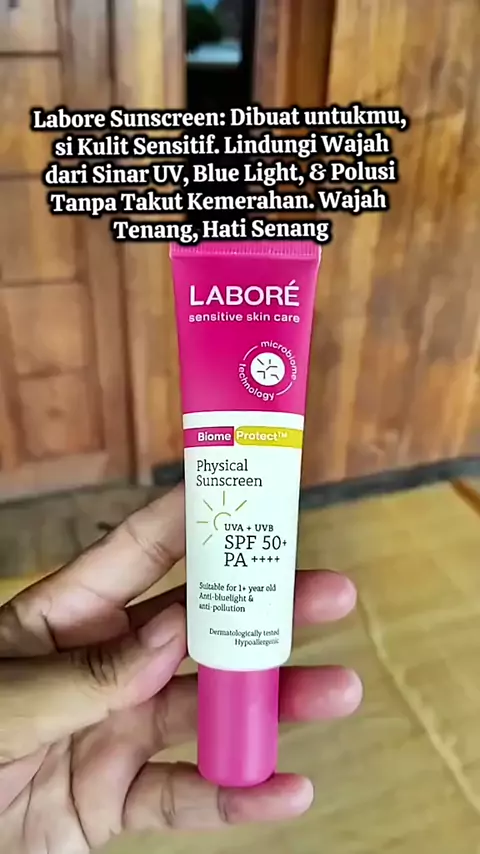 Labore Sunscreen: Dibuat untukmu,
si Kulit Sensitif. Lindungi Wajah
dari Sinar UV, Blue Light, & Polusi
Tanpa Takut Kemerahan. Wajah
Tenang, Hati Senang
LABORÉ
sensitive skin care
microbiome
technology
Biome Protect™
Physical
Sunscreen
UVA + UVB
SPF 50+
PA ++++
Suitable for 1+ year old
Anti-bluelight &
anti-pollution
Dermatologically tested
Hypoallergenic